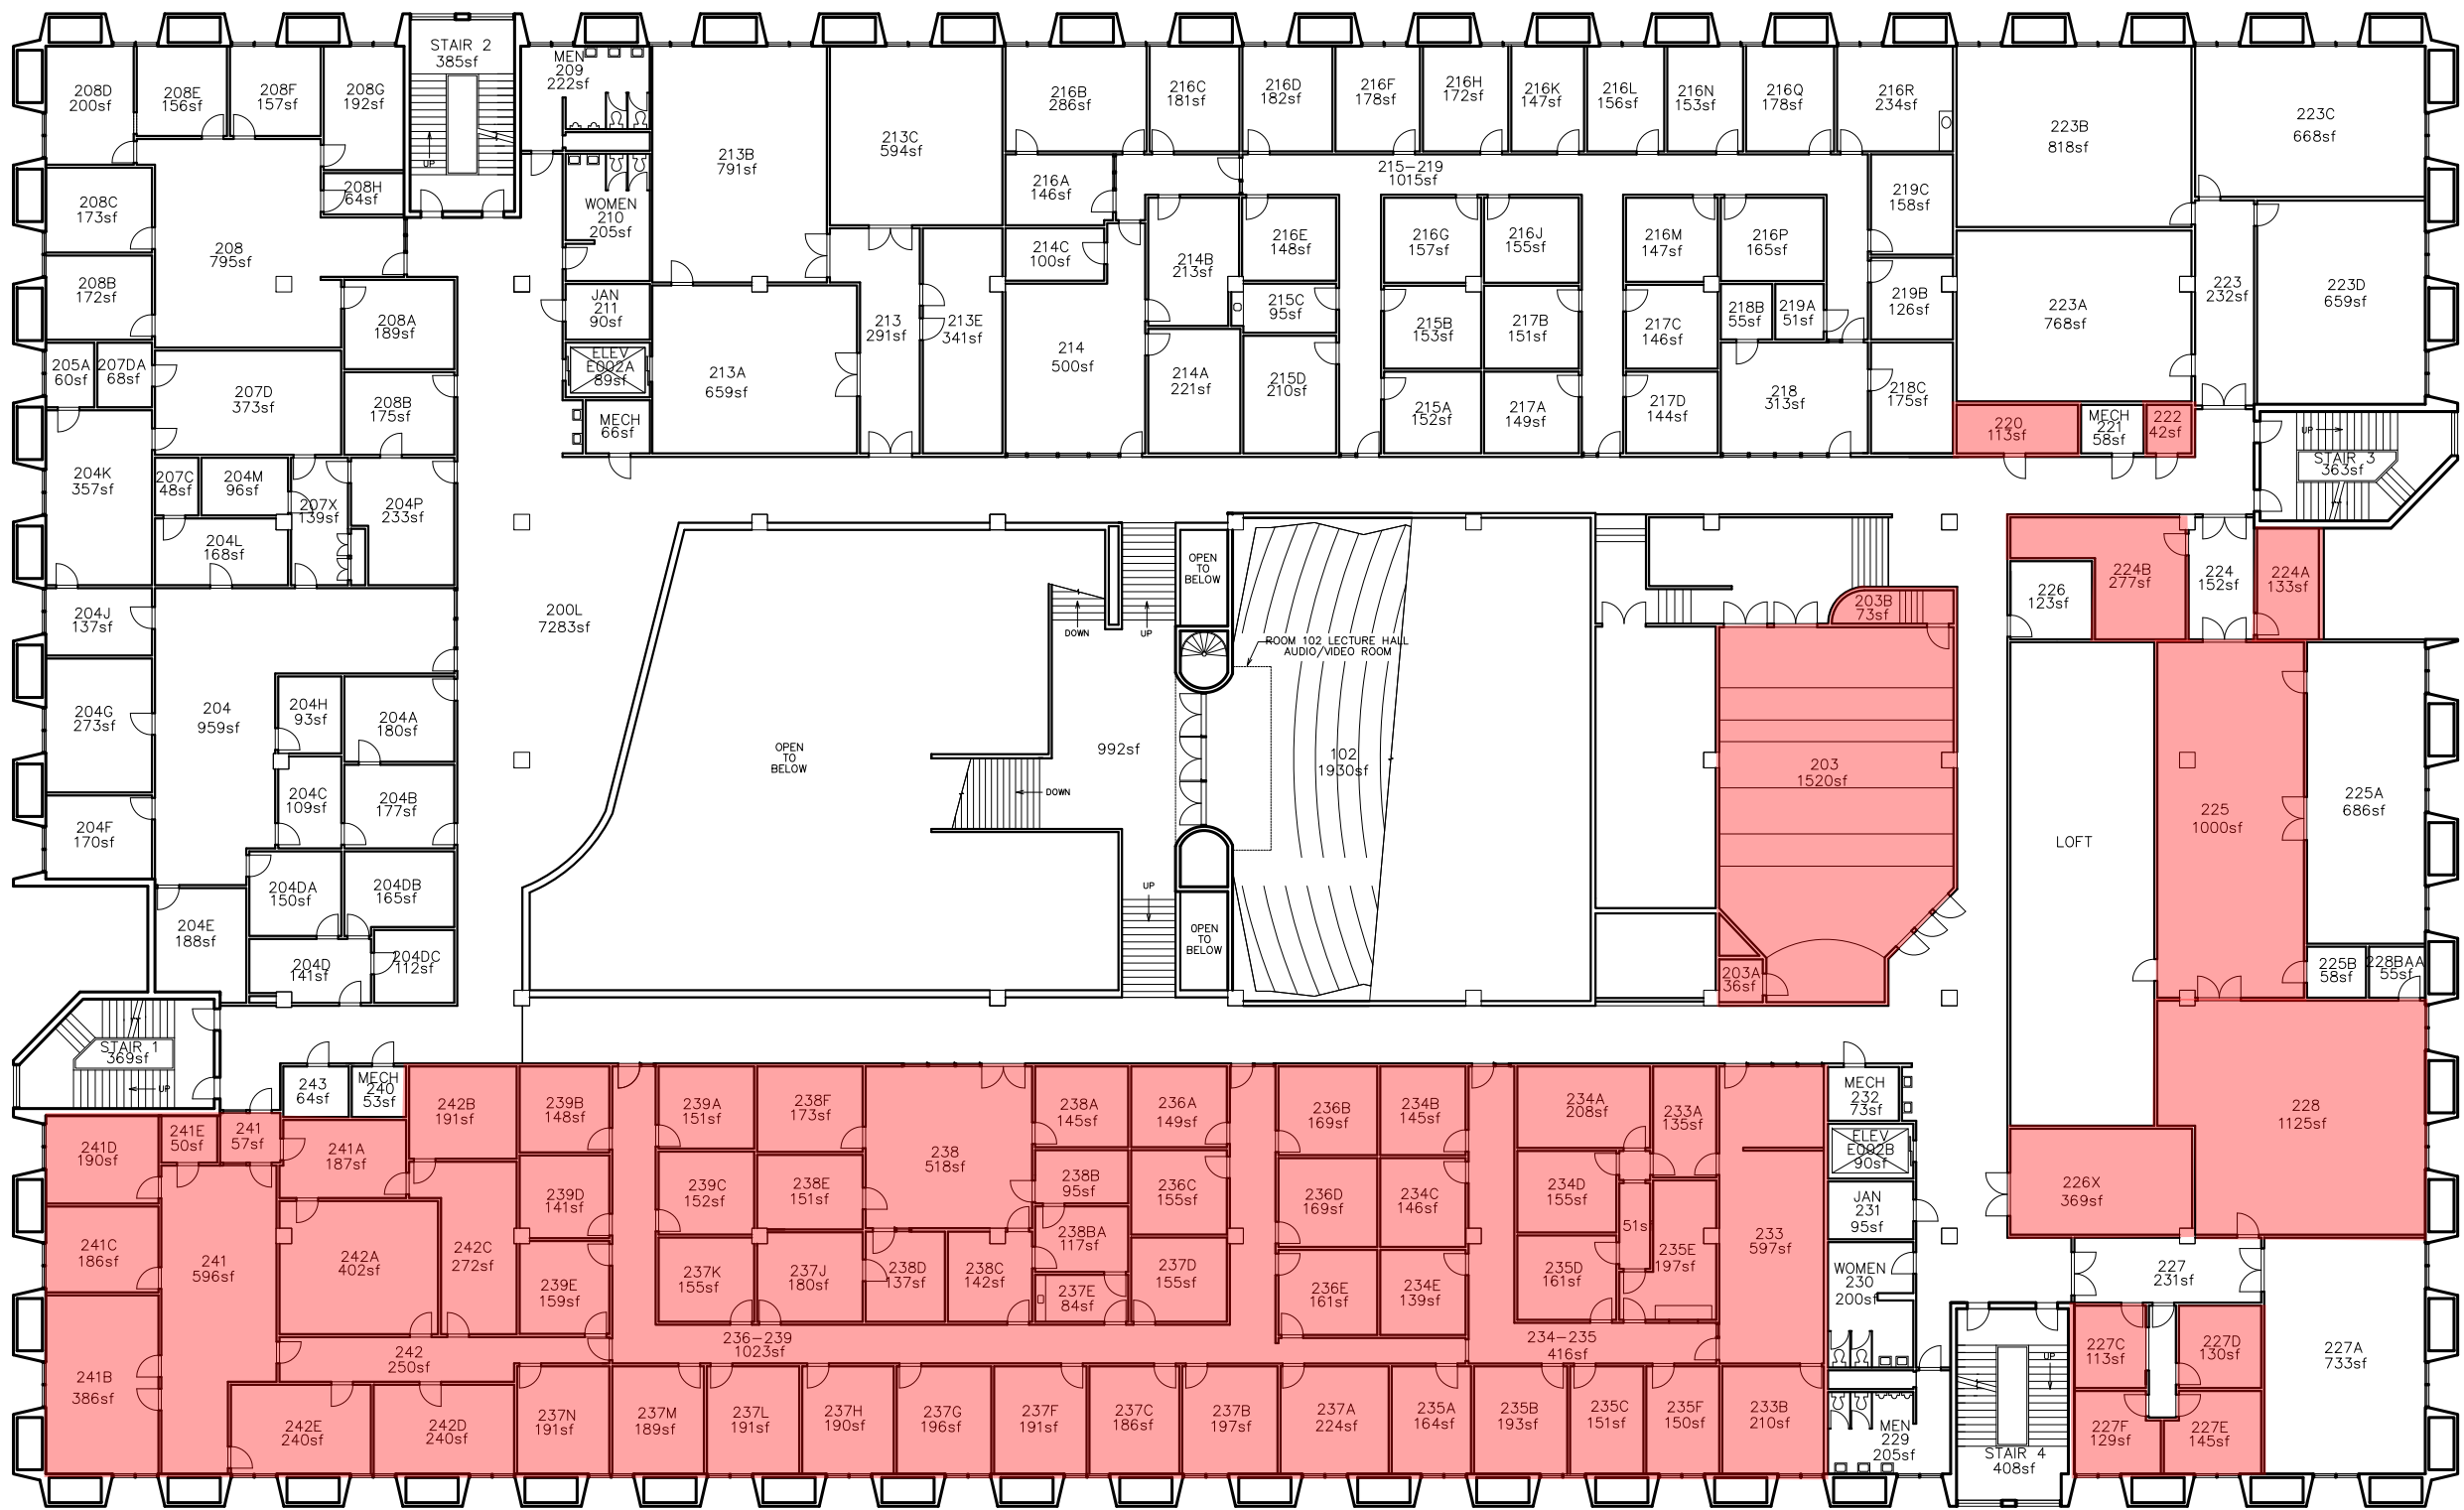 208D
200sf
208E
156sf
208F
157sf
208G
192sf
STAIR 2
385sf
UP
MEN
209
222sf
213B
791sf
213C
594sf
216B
286sf
216C
181sf
216D
182sf
216F
178sf
216H
172sf
216K
147sf
216L
156sf
216N
153sf
216Q
178sf
216R
234sf
223B
818sf
223C
668sf
208C
173sf
208H
64sf
WOMEN
210
205sf
216A
146sf
215-219
1015sf
219C
158sf
208
795sf
214C
100sf
214B
213sf
216E
148sf
216G
157sf
216J
155sf
216M
147sf
216P
165sf
208B
172sf
208A
189sf
JAN
211
90sf
215C
95sf
218B
55sf
219A
51sf
219B
126sf
223A
768sf
223
232sf
223D
659sf
205A
60sf
207DA
68sf
207D
373sf
208B
175sf
ELEV
E002A
89sf
213A
659sf
213
291sf
213E
341sf
214
500sf
214A
221sf
215D
210sf
215B
153sf
217B
151sf
217C
146sf
218
313sf
218C
175sf
MECH
66sf
215A
152sf
217A
149sf
217D
144sf
220
113sf
MECH
221
58sf
222
42sf
UP
STAIR 3
363sf
204K
357sf
207C
48sf
204M
96sf
207X
139sf
204P
233sf
204L
168sf
204J
137sf
200L
7283sf
OPEN
TO
BELOW
DOWN
UP
ROOM 102 LECTURE HALL
AUDIO/VIDEO ROOM
203B
73sf
226
123sf
224B
277sf
224
152sf
224A
133sf
204G
273sf
204
959sf
204H
93sf
204A
180sf
OPEN
TO
BELOW
992sf
DOWN
102
1930sf
203
1520sf
204C
109sf
204B
177sf
204F
170sf
LOFT
225
1000sf
225A
686sf
204DA
150sf
204DB
165sf
204E
188sf
204D
141sf
204DC
112sf
UP
OPEN
TO
BELOW
203A
36sf
225B
58sf
228BAA
55sf
STAIR 1
369sf
UP
243
64sf
MECH
240
53sf
242B
191sf
239B
148sf
239A
151sf
238F
173sf
238
518sf
238A
145sf
236A
149sf
236B
169sf
234B
145sf
234A
208sf
233A
135sf
MECH
232
73sf
228
1125sf
241D
190sf
241E
50sf
241
57sf
241A
187sf
239D
141sf
239C
152sf
238E
151sf
238B
95sf
236C
155sf
236D
169sf
234C
146sf
234D
155sf
51s
ELEV
E002B
90sf
226X
369sf
241C
186sf
241
596sf
242A
402sf
242C
272sf
239E
159sf
237K
155sf
237J
180sf
238D
137sf
238C
142sf
238BA
117sf
237E
84sf
237D
155sf
236E
161sf
234E
139sf
235D
161sf
235E
197sf
233
597sf
JAN
231
95sf
WOMEN
230
200sf
227
231sf
242
250sf
236-239
1023sf
234-235
416sf
227C
113sf
227D
130sf
227A
733sf
241B
386sf
242E
240sf
242D
240sf
237N
191sf
237M
189sf
237L
191sf
237H
190sf
237G
196sf
237F
191sf
237C
186sf
237B
197sf
237A
224sf
235A
164sf
235B
193sf
235C
151sf
235F
150sf
233B
210sf
MEN
229
205sf
UP
STAIR 4
408sf
227F
129sf
227E
145sf